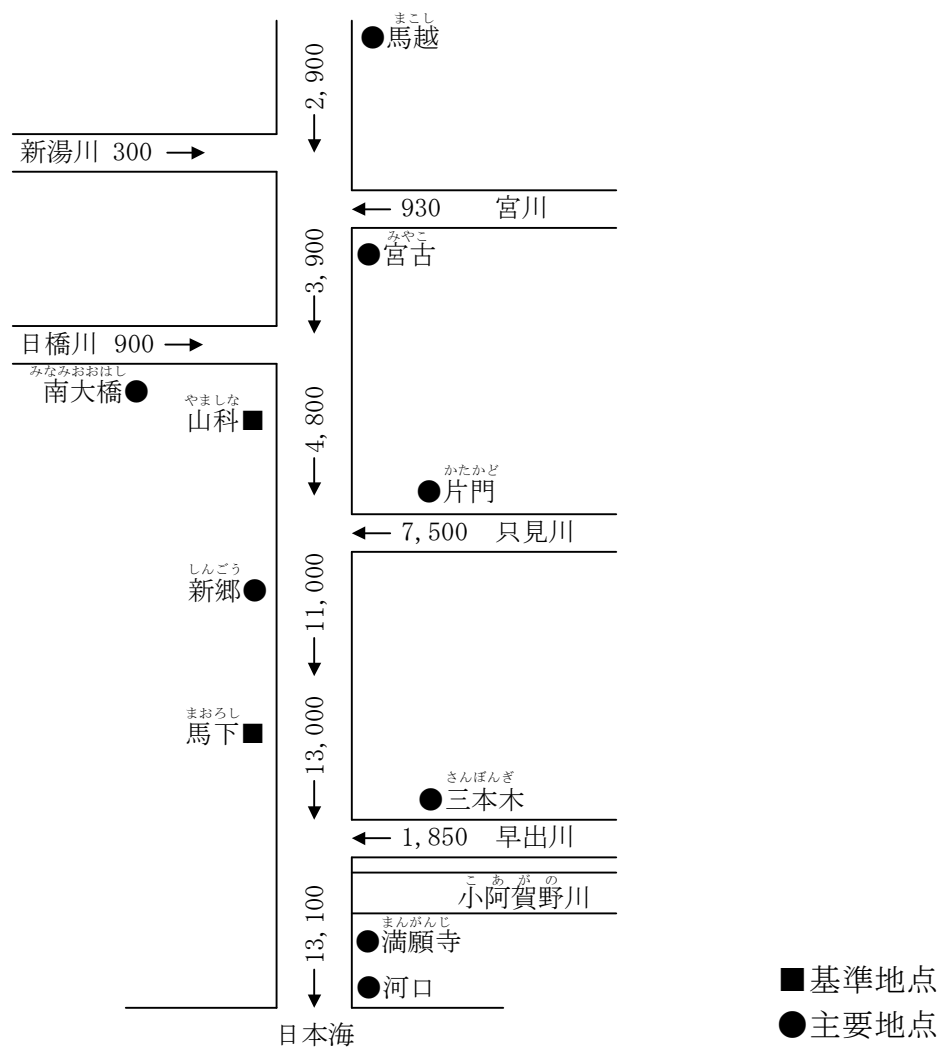 まこし
●馬越
2,900
新湯川 300
930 宮川
みやこ
●宮古
3,900
日橋川 900
みなみおおはし
南大橋●
やましな
山科■
4,800
かたかど
●片門
7,500 只見川
しんごう
新郷●
11,000
まおろし
馬下■
13,000
さんぼんぎ
●三本木
1,850 早出川
こあがの
小阿賀野川
13,100
まんがんじ
●満願寺
●河口
日本海
■基準地点
●主要地点